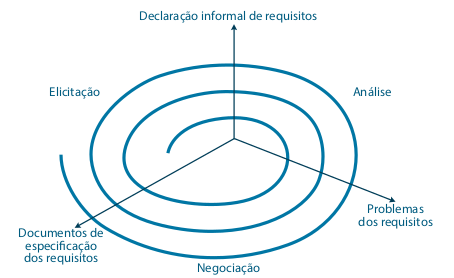 Declaração informal de requisitos
Elicitação
Análise
Problemas
dos requisitos
Documentos de
especificação
dos requisitos
Negociação